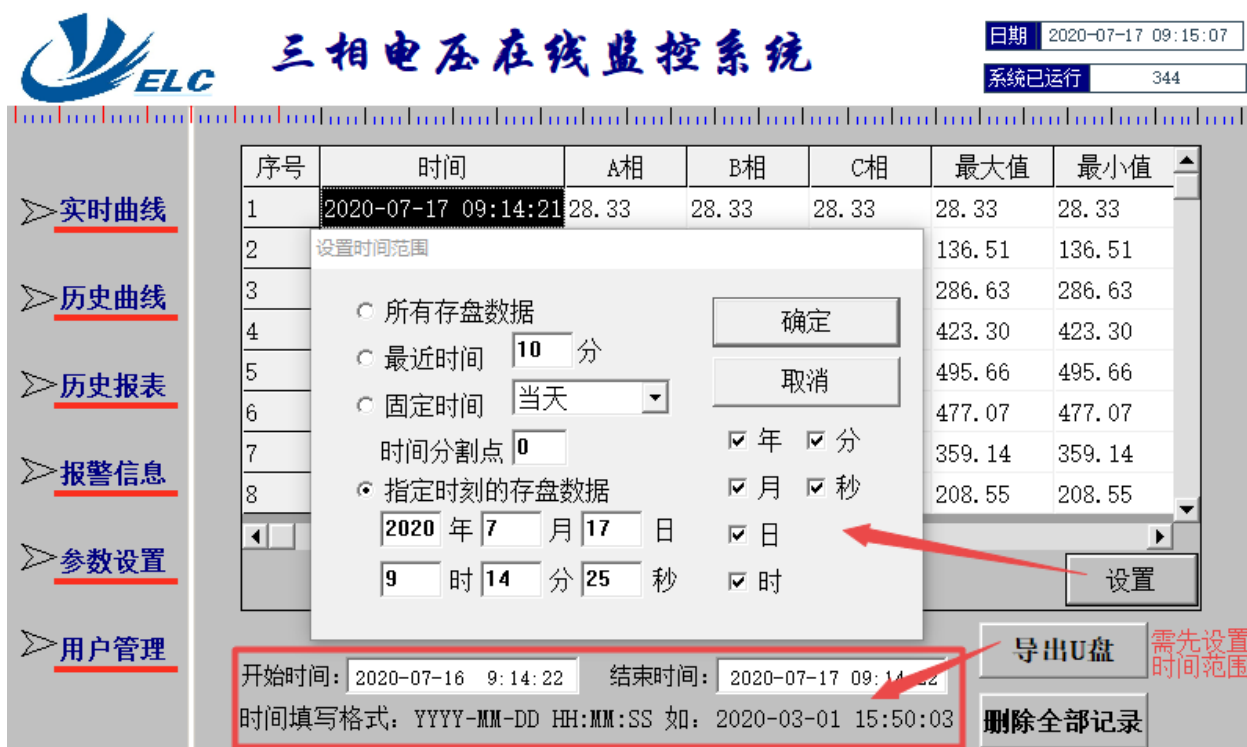 ELC
三相电压在线监控系统
日期 2020-07-17 09:15:07
系统已运行 344
实时曲线
历史曲线
历史报表
报警信息
参数设置
用户管理
序号 时间 A相 B相 C相 最大值 最小值
1 2020-07-17 09:14:21 28.33 28.33 28.33 28.33 28.33
2 136.51 136.51
3 286.63 286.63
4 423.30 423.30
5 495.66 495.66
6 477.07 477.07
7 359.14 359.14
8 208.55 208.55
设置时间范围
所有存盘数据 确定
最近时间 10 分
取消
固定时间 当天
时间分割点 0 年 分
指定时刻的存盘数据 月 秒
2020 年 7 月 17 日 日
9 时 14 分 25 秒 时
设置
导出U盘 需先设置
时间范围
开始时间: 2020-07-16 9:14:22 结束时间: 2020-07-17 09:14:22
时间填写格式: YYYY-MM-DD HH:MM:SS 如: 2020-03-01 15:50:03
删除全部记录